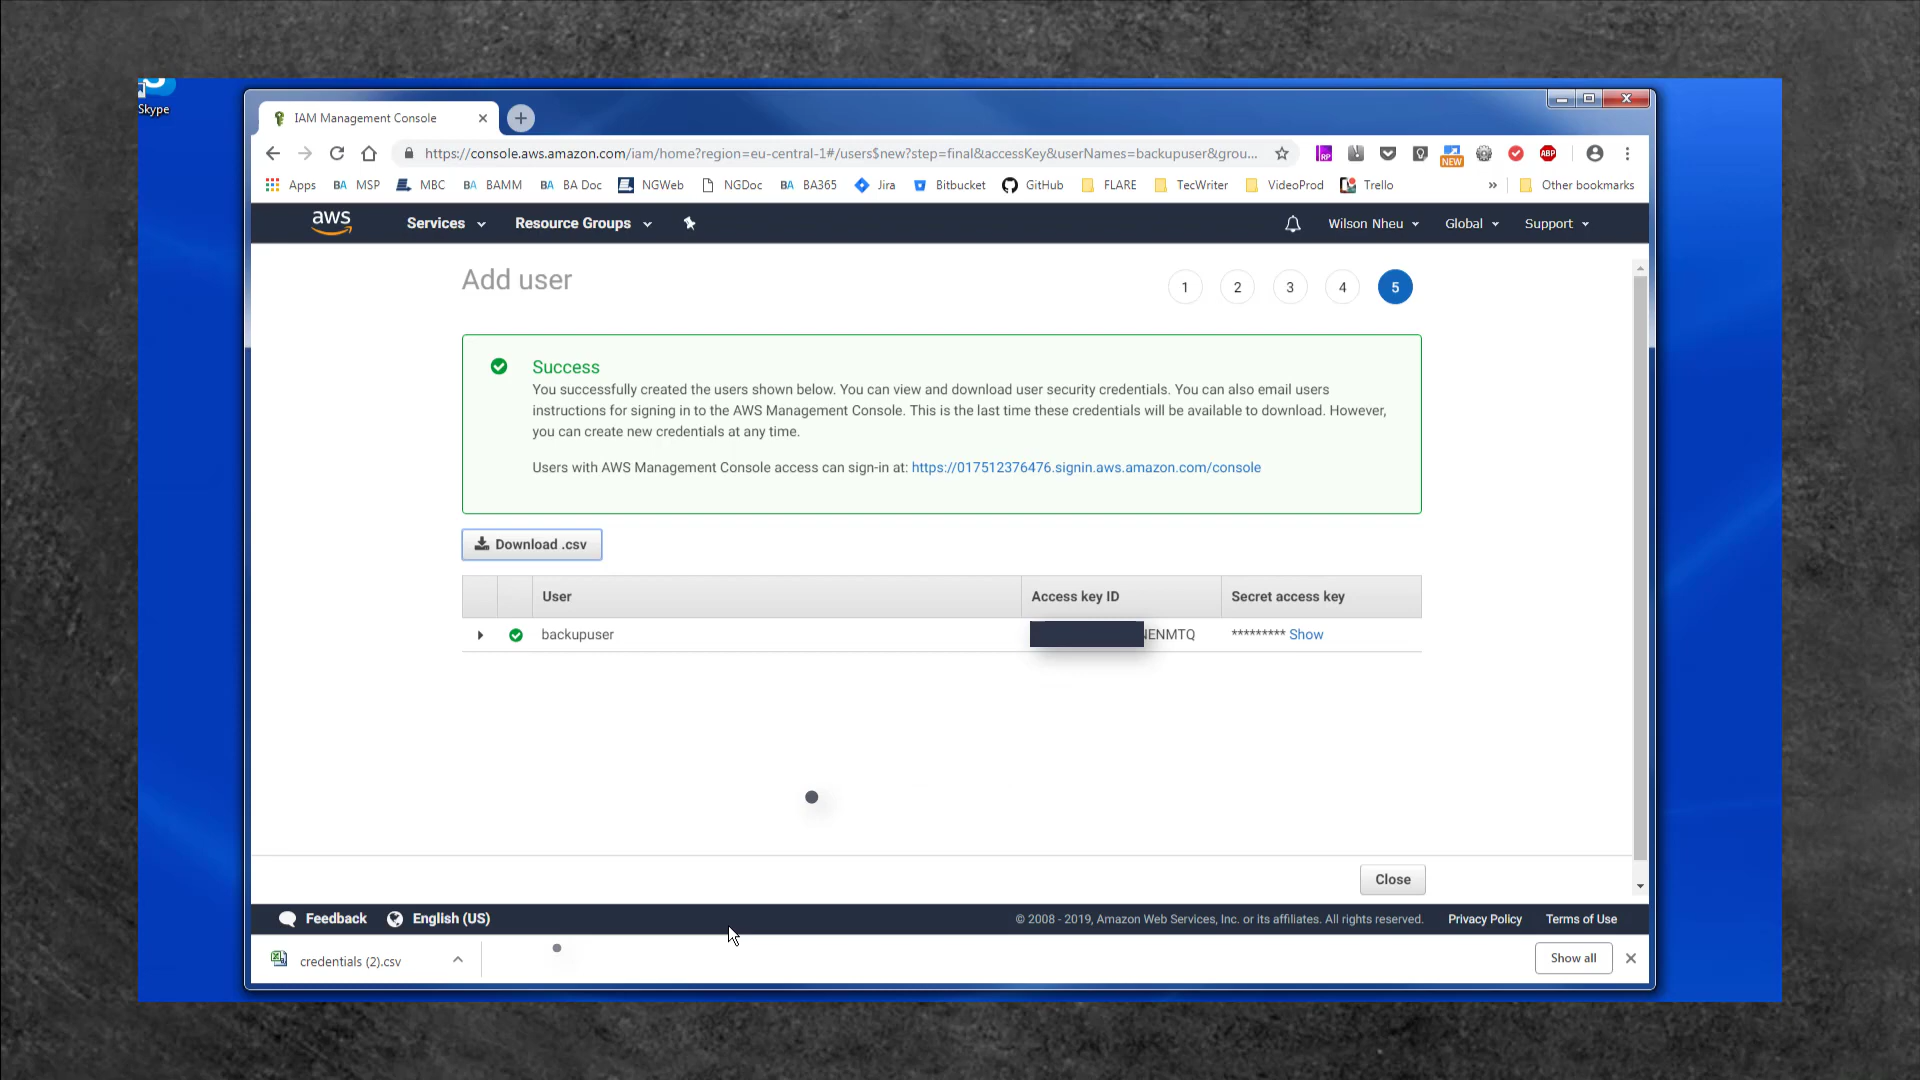 Skype
IAM Management Console
https://console.aws.amazon.com/iam/home?region=eu-central-1#/users$new?step=final&accessKey&userNames=backupuser&grou...
RP
NEW
ABP
Apps BA MSP MBC BA BAMM BA BA Doc NGWeb NGDoc BA BA365 Jira Bitbucket GitHub FLARE TecWriter VideoProd Trello » Other bookmarks
aws Services Resource Groups Wilson Nheu Global Support
Add user
1 2 3 4 5
Success
You successfully created the users shown below. You can view and download user security credentials. You can also email users
instructions for signing in to the AWS Management Console. This is the last time these credentials will be available to download. However,
you can create new credentials at any time.
Users with AWS Management Console access can sign-in at: https://017512376476.signin.aws.amazon.com/console
Download .csv
User Access key ID Secret access key
backupuser ENMTQ ********* Show
Close
Feedback English (US) © 2008 - 2019, Amazon Web Services, Inc. or its affiliates. All rights reserved. Privacy Policy Terms of Use
credentials (2).csv Show all